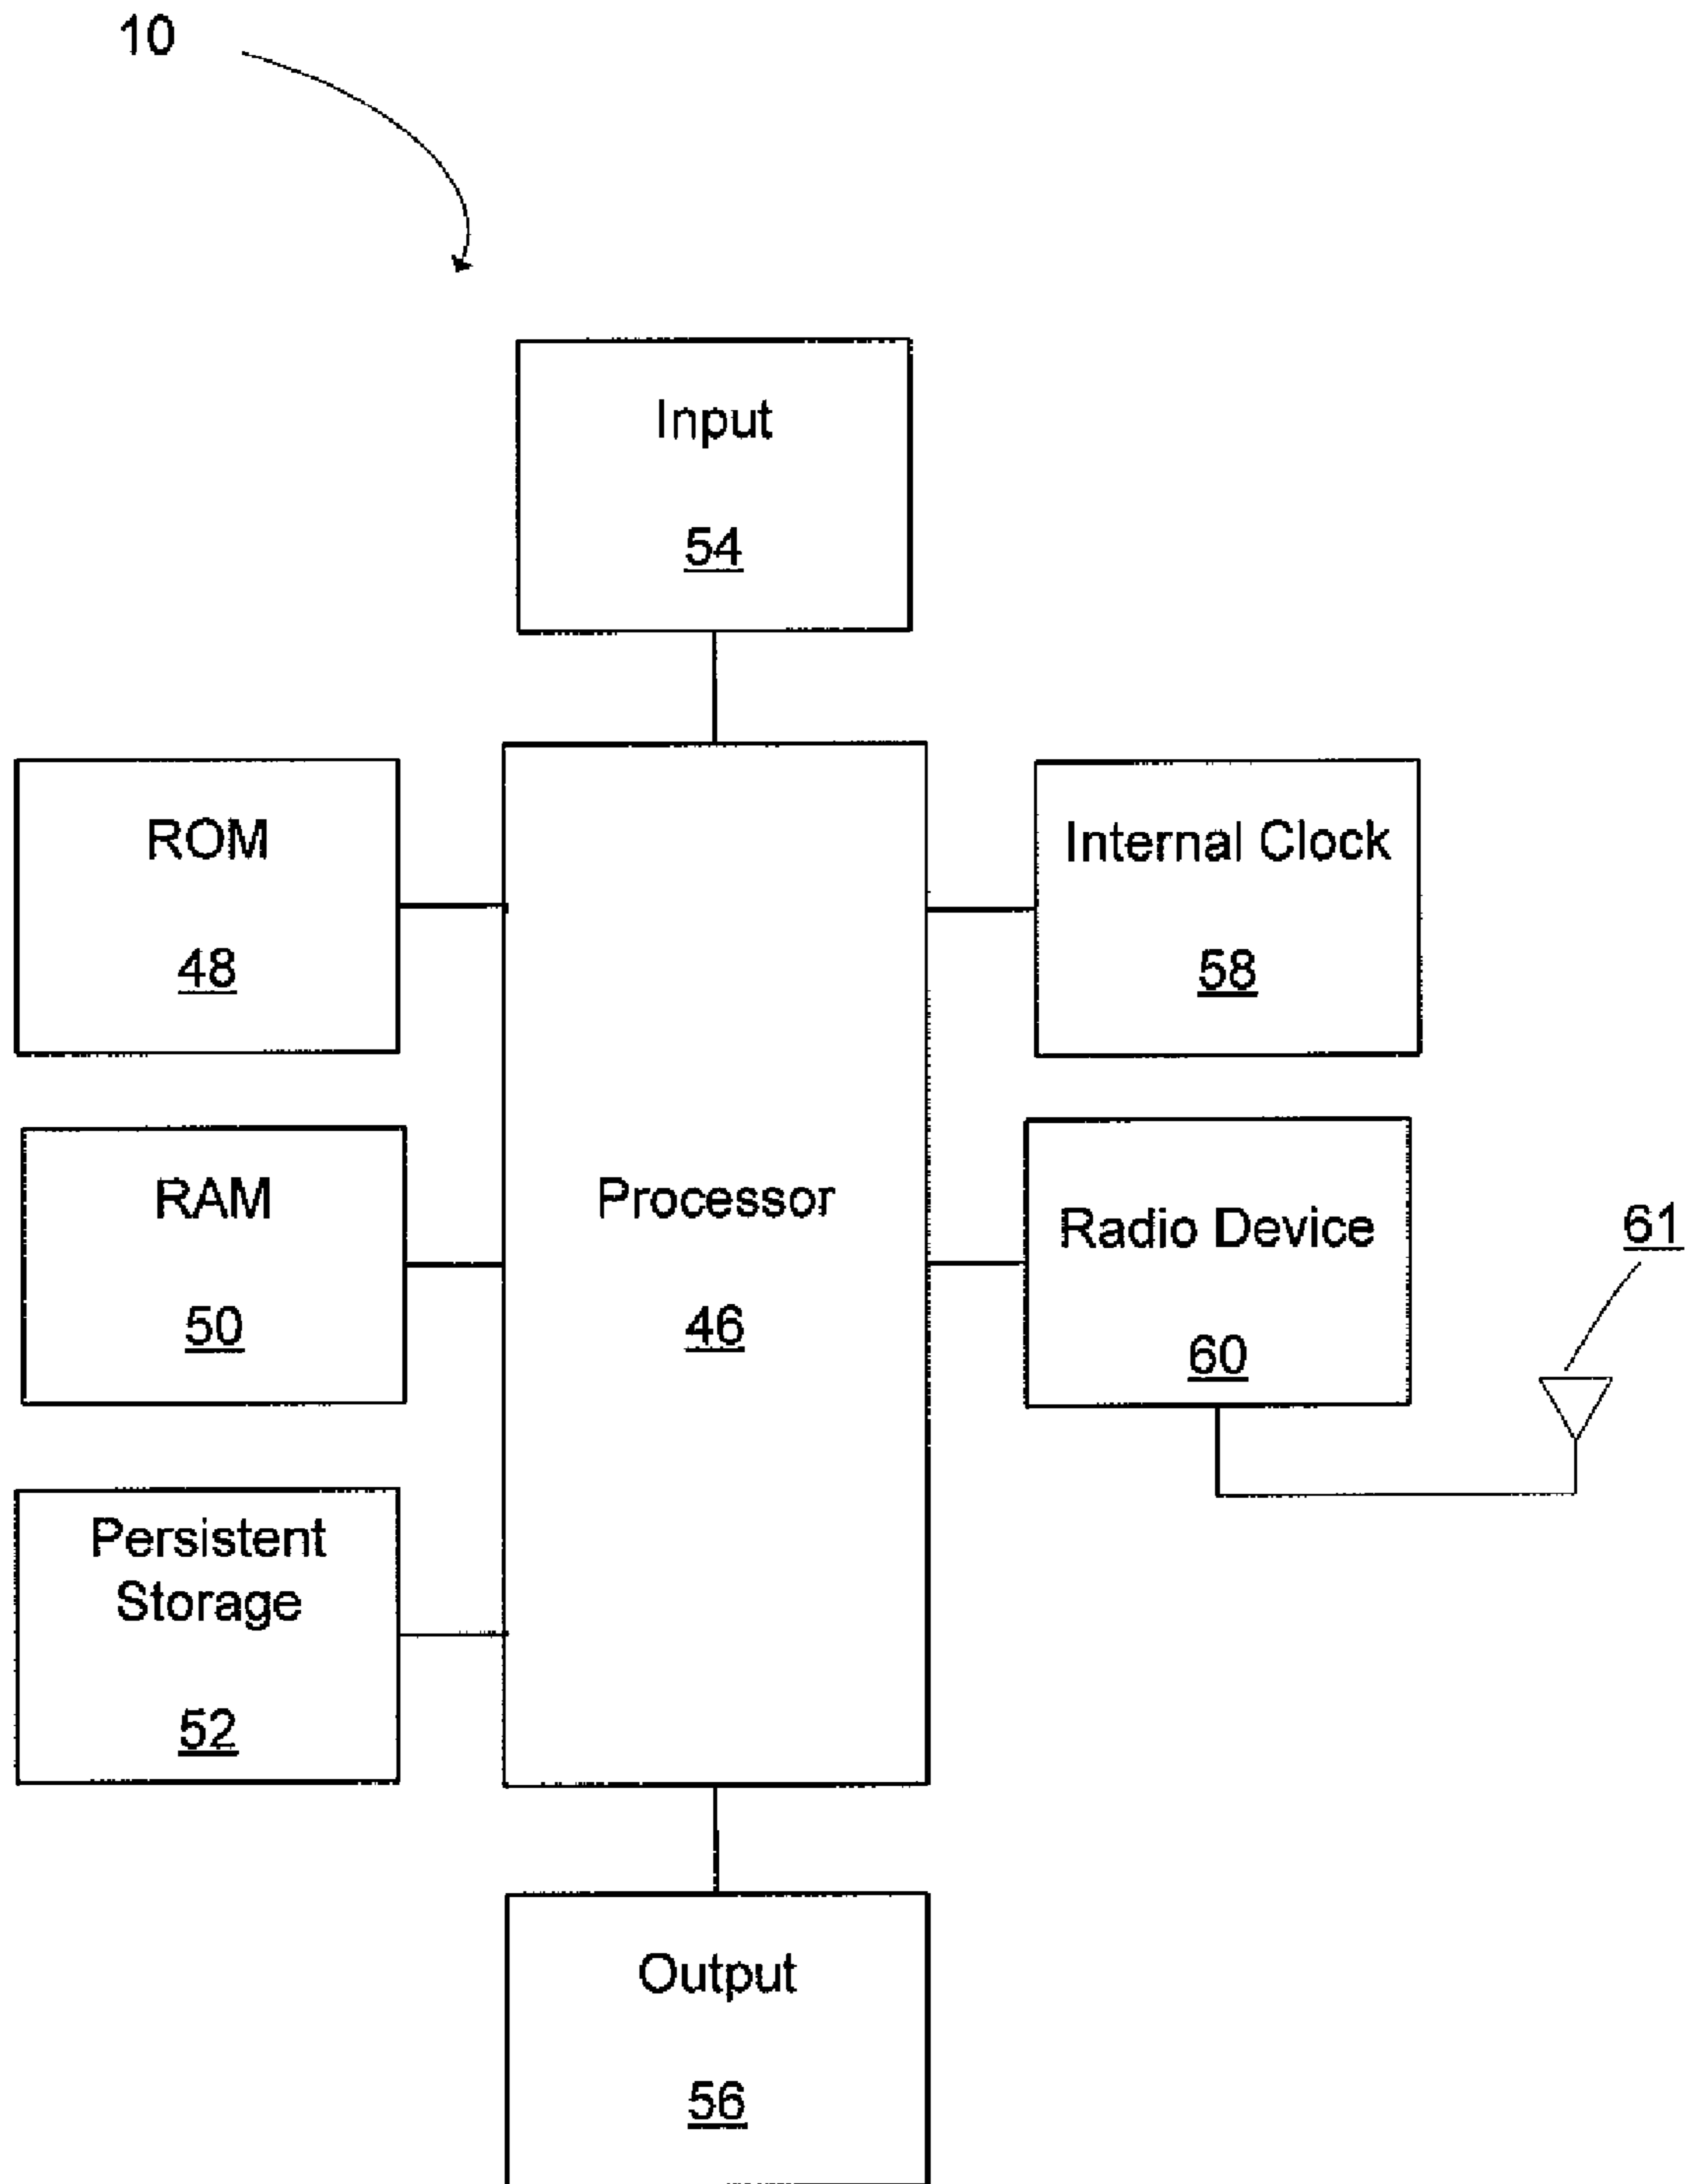 10
Input
54
ROM
48
Internal Clock
58
RAM
50
Processor
46
Radio Device
60
61
Persistent
Storage
52
Output
56